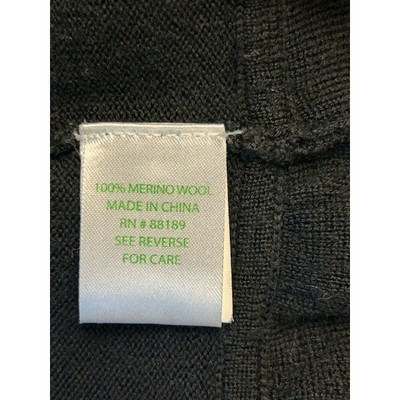 100% MERINO WOOL
MADE IN CHINA
RN # 88189
SEE REVERSE
FOR CARE